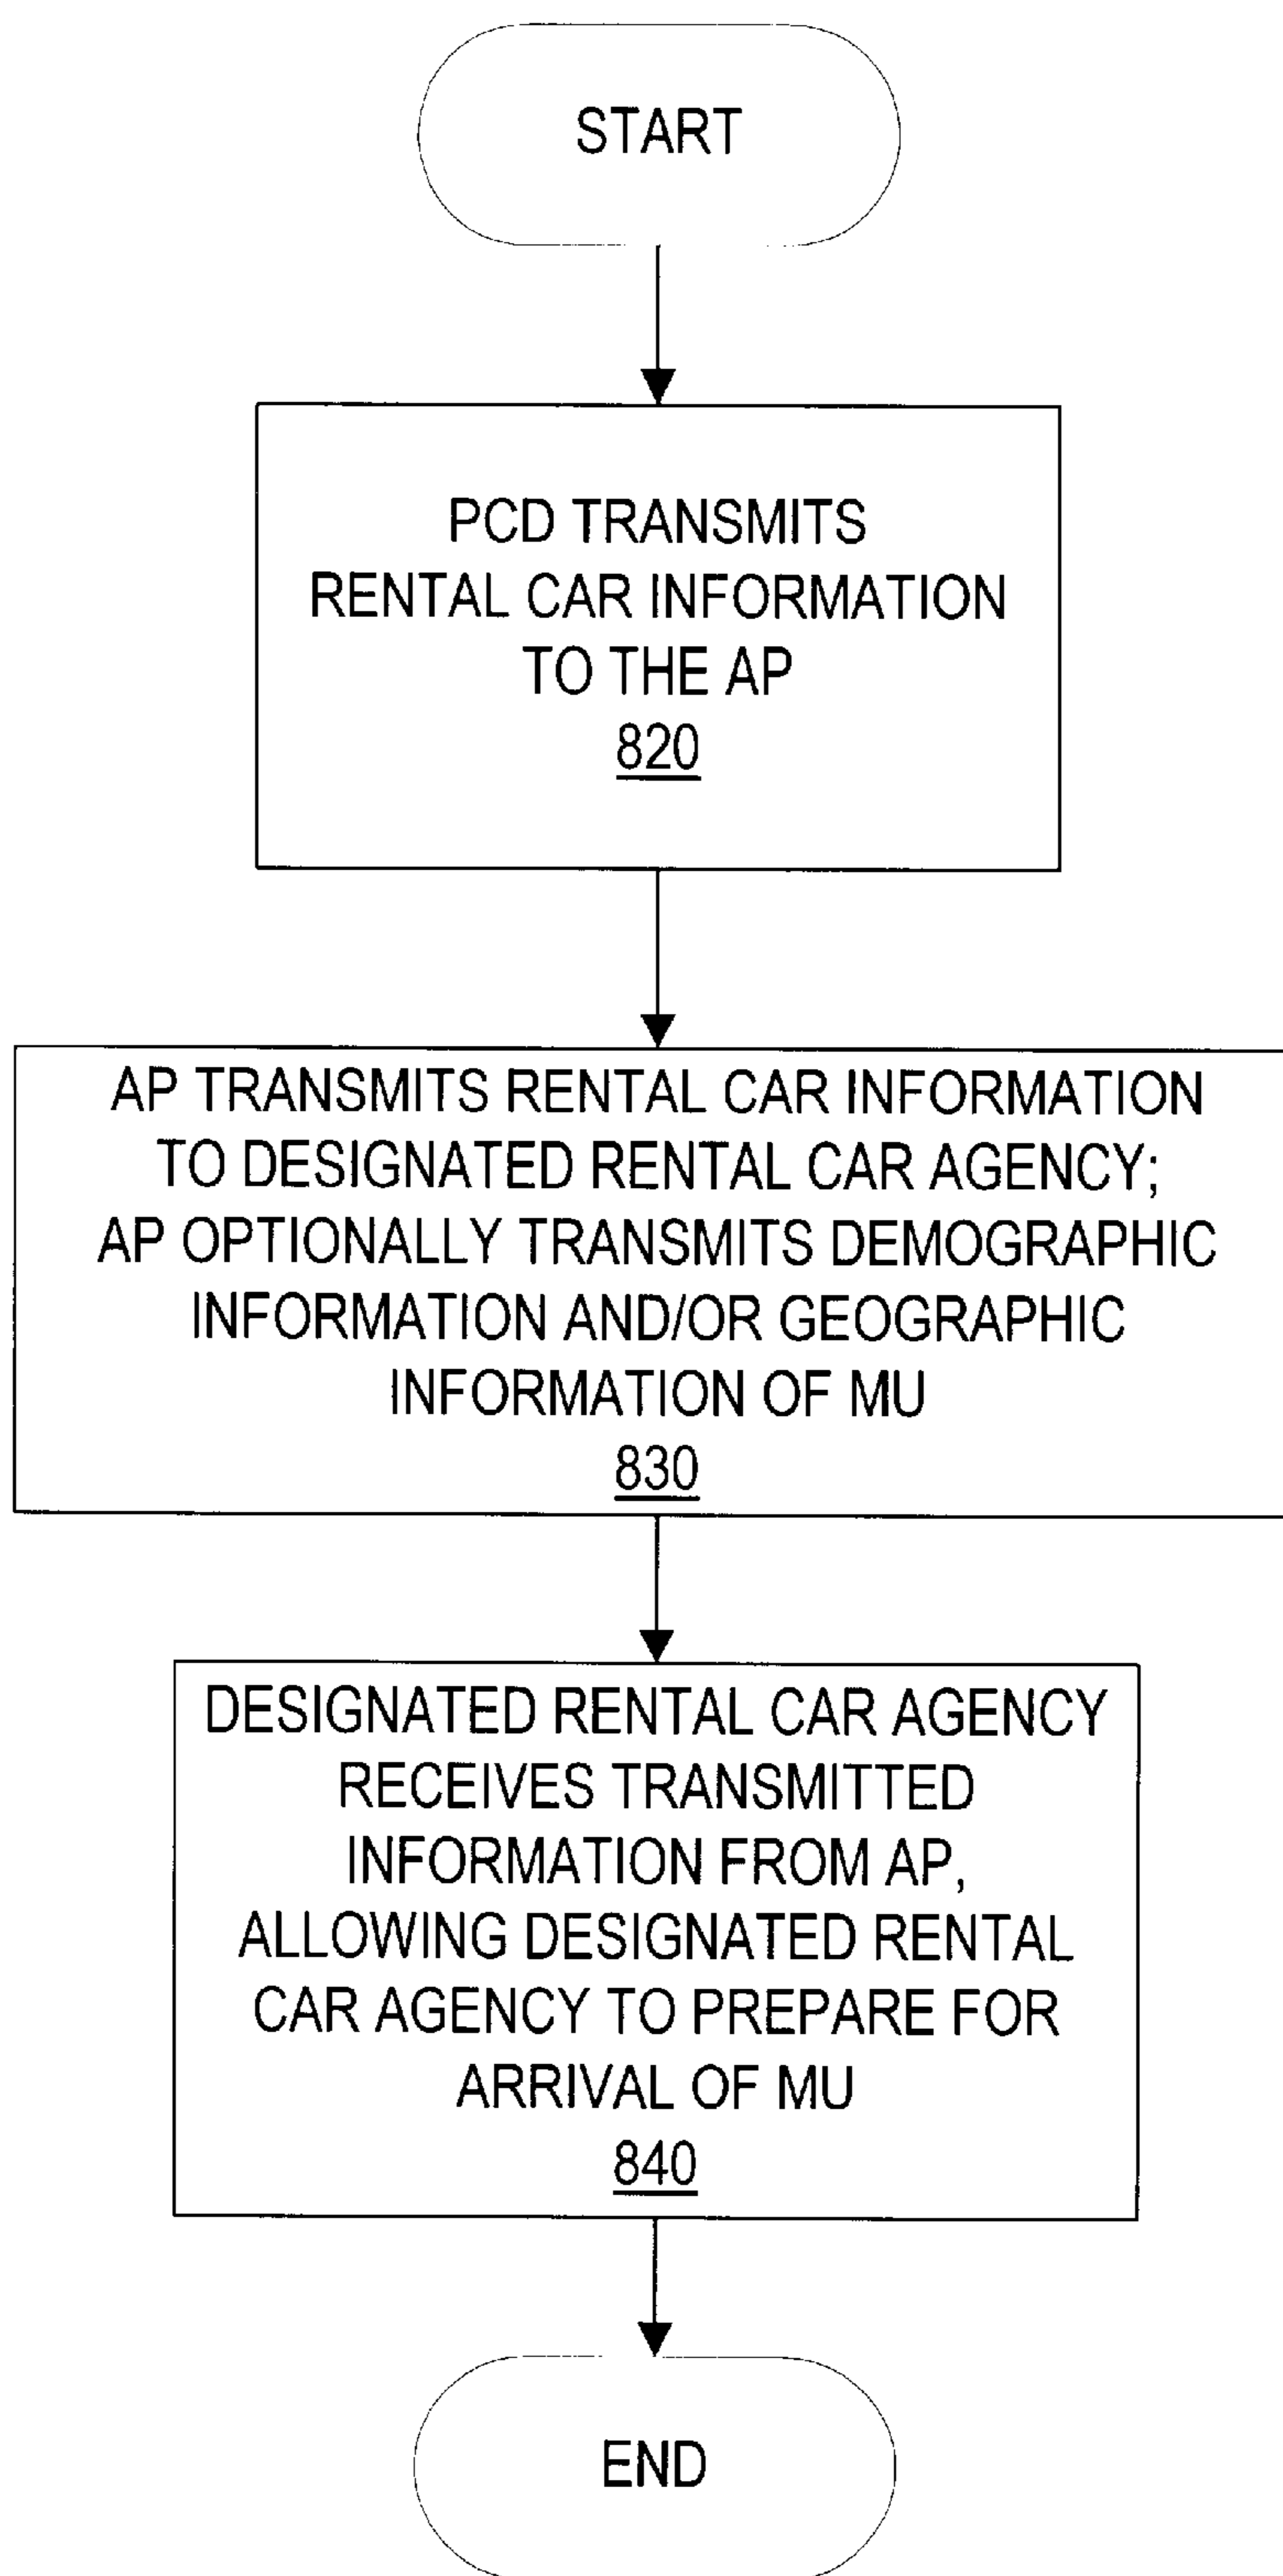 START
PCD TRANSMITS
RENTAL CAR INFORMATION
TO THE AP
820
AP TRANSMITS RENTAL CAR INFORMATION
TO DESIGNATED RENTAL CAR AGENCY;
AP OPTIONALLY TRANSMITS DEMOGRAPHIC
INFORMATION AND/OR GEOGRAPHIC
INFORMATION OF MU
830
DESIGNATED RENTAL CAR AGENCY
RECEIVES TRANSMITTED
INFORMATION FROM AP,
ALLOWING DESIGNATED RENTAL
CAR AGENCY TO PREPARE FOR
ARRIVAL OF MU
840
END